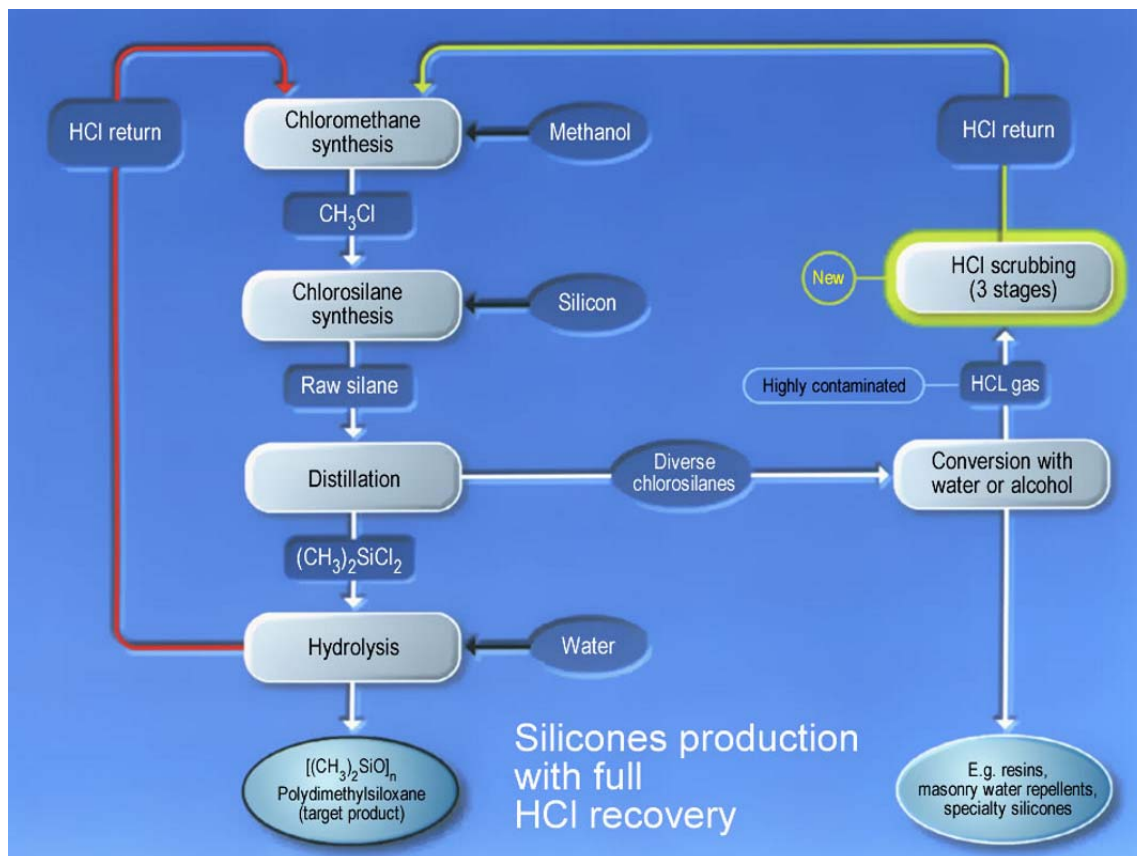 HCl return
Chloromethane
synthesis
Methanol
HCl return
CH₃Cl
New
HCl scrubbing
(3 stages)
Chlorosilane
synthesis
Silicon
Raw silane
Highly contaminated
HCL gas
Distillation
Diverse
chlorosilanes
Conversion with
water or alcohol
(CH₃)₂SiCl₂
Hydrolysis
Water
[(CH₃)₂SiO]ₙ
Polydimethylsiloxane
(target product)
Silicones production
with full
HCl recovery
E.g. resins,
masonry water repellents,
specialty silicones